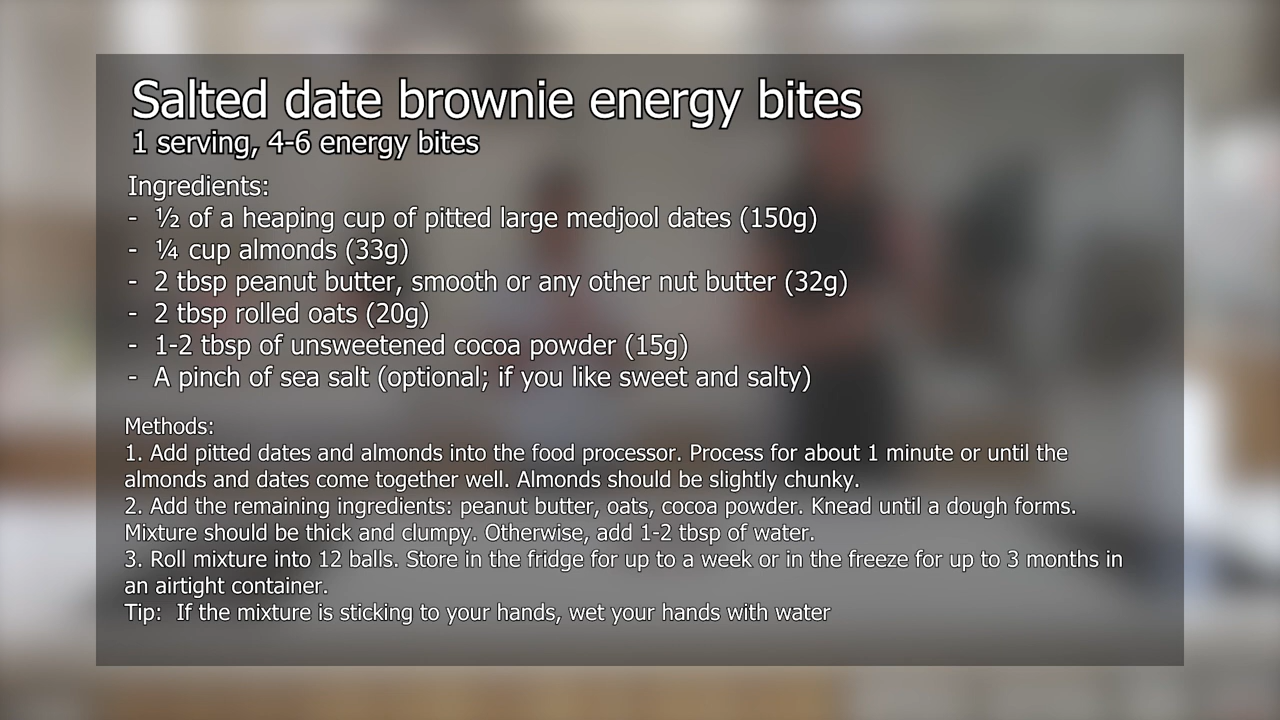 Salted date brownie energy bites
1 serving, 4-6 energy bites
Ingredients:
- ½ of a heaping cup of pitted large medjool dates (150g)
- ¼ cup almonds (33g)
- 2 tbsp peanut butter, smooth or any other nut butter (32g)
- 2 tbsp rolled oats (20g)
- 1-2 tbsp of unsweetened cocoa powder (15g)
- A pinch of sea salt (optional; if you like sweet and salty)
Methods:
1. Add pitted dates and almonds into the food processor. Process for about 1 minute or until the
almonds and dates come together well. Almonds should be slightly chunky.
2. Add the remaining ingredients: peanut butter, oats, cocoa powder. Knead until a dough forms.
Mixture should be thick and clumpy. Otherwise, add 1-2 tbsp of water.
3. Roll mixture into 12 balls. Store in the fridge for up to a week or in the freeze for up to 3 months in
an airtight container.
Tip: If the mixture is sticking to your hands, wet your hands with water